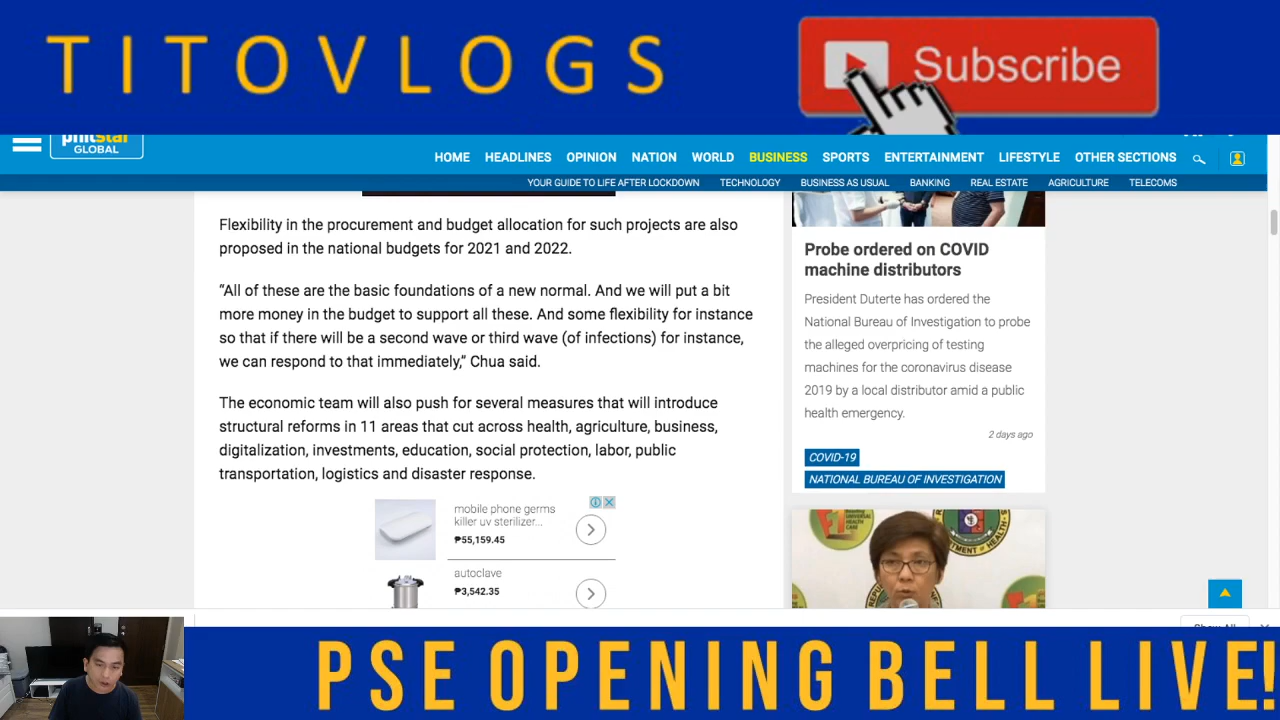 TITOVLOGS
Subscribe
philstar
GLOBAL
HOME HEADLINES OPINION NATION WORLD BUSINESS SPORTS ENTERTAINMENT LIFESTYLE OTHER SECTIONS
YOUR GUIDE TO LIFE AFTER LOCKDOWN TECHNOLOGY BUSINESS AS USUAL BANKING REAL ESTATE AGRICULTURE TELECOMS
Flexibility in the procurement and budget allocation for such projects are also
proposed in the national budgets for 2021 and 2022.
“All of these are the basic foundations of a new normal. And we will put a bit
more money in the budget to support all these. And some flexibility for instance
so that if there will be a second wave or third wave (of infections) for instance,
we can respond to that immediately,” Chua said.
The economic team will also push for several measures that will introduce
structural reforms in 11 areas that cut across health, agriculture, business,
digitalization, investments, education, social protection, labor, public
transportation, logistics and disaster response.
mobile phone germs
killer uv sterilizer...
₱55,159.45
autoclave
₱3,542.35
Probe ordered on COVID
machine distributors
President Duterte has ordered the
National Bureau of Investigation to probe
the alleged overpricing of testing
machines for the coronavirus disease
2019 by a local distributor amid a public
health emergency.
2 days ago
COVID-19
NATIONAL BUREAU OF INVESTIGATION
Show All
PSE OPENING BELL LIVE!